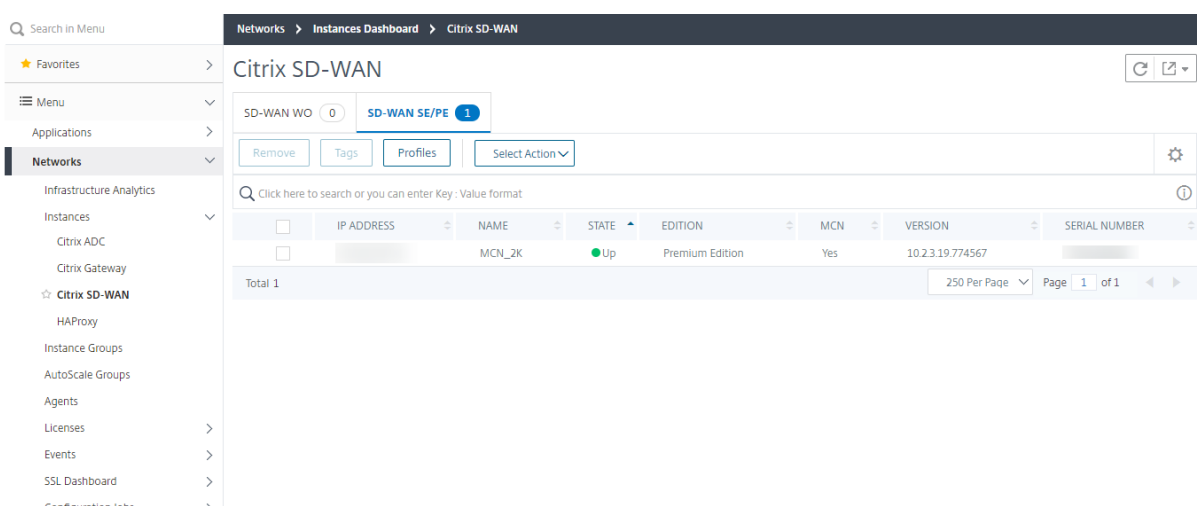 Search in Menu
Favorites
Menu
Applications
Networks
Infrastructure Analytics
Instances
Citrix ADC
Citrix Gateway
Citrix SD-WAN
HAProxy
Instance Groups
AutoScale Groups
Agents
Licenses
Events
SSL Dashboard
Networks > Instances Dashboard > Citrix SD-WAN
Citrix SD-WAN
SD-WAN WO 0 SD-WAN SE/PE 1
Remove Tags Profiles Select Action
Click here to search or you can enter Key : Value format
IP ADDRESS NAME STATE EDITION MCN VERSION SERIAL NUMBER
MCN_2K Up Premium Edition Yes 10.2.3.19.774567
Total 1 250 Per Page Page 1 of 1